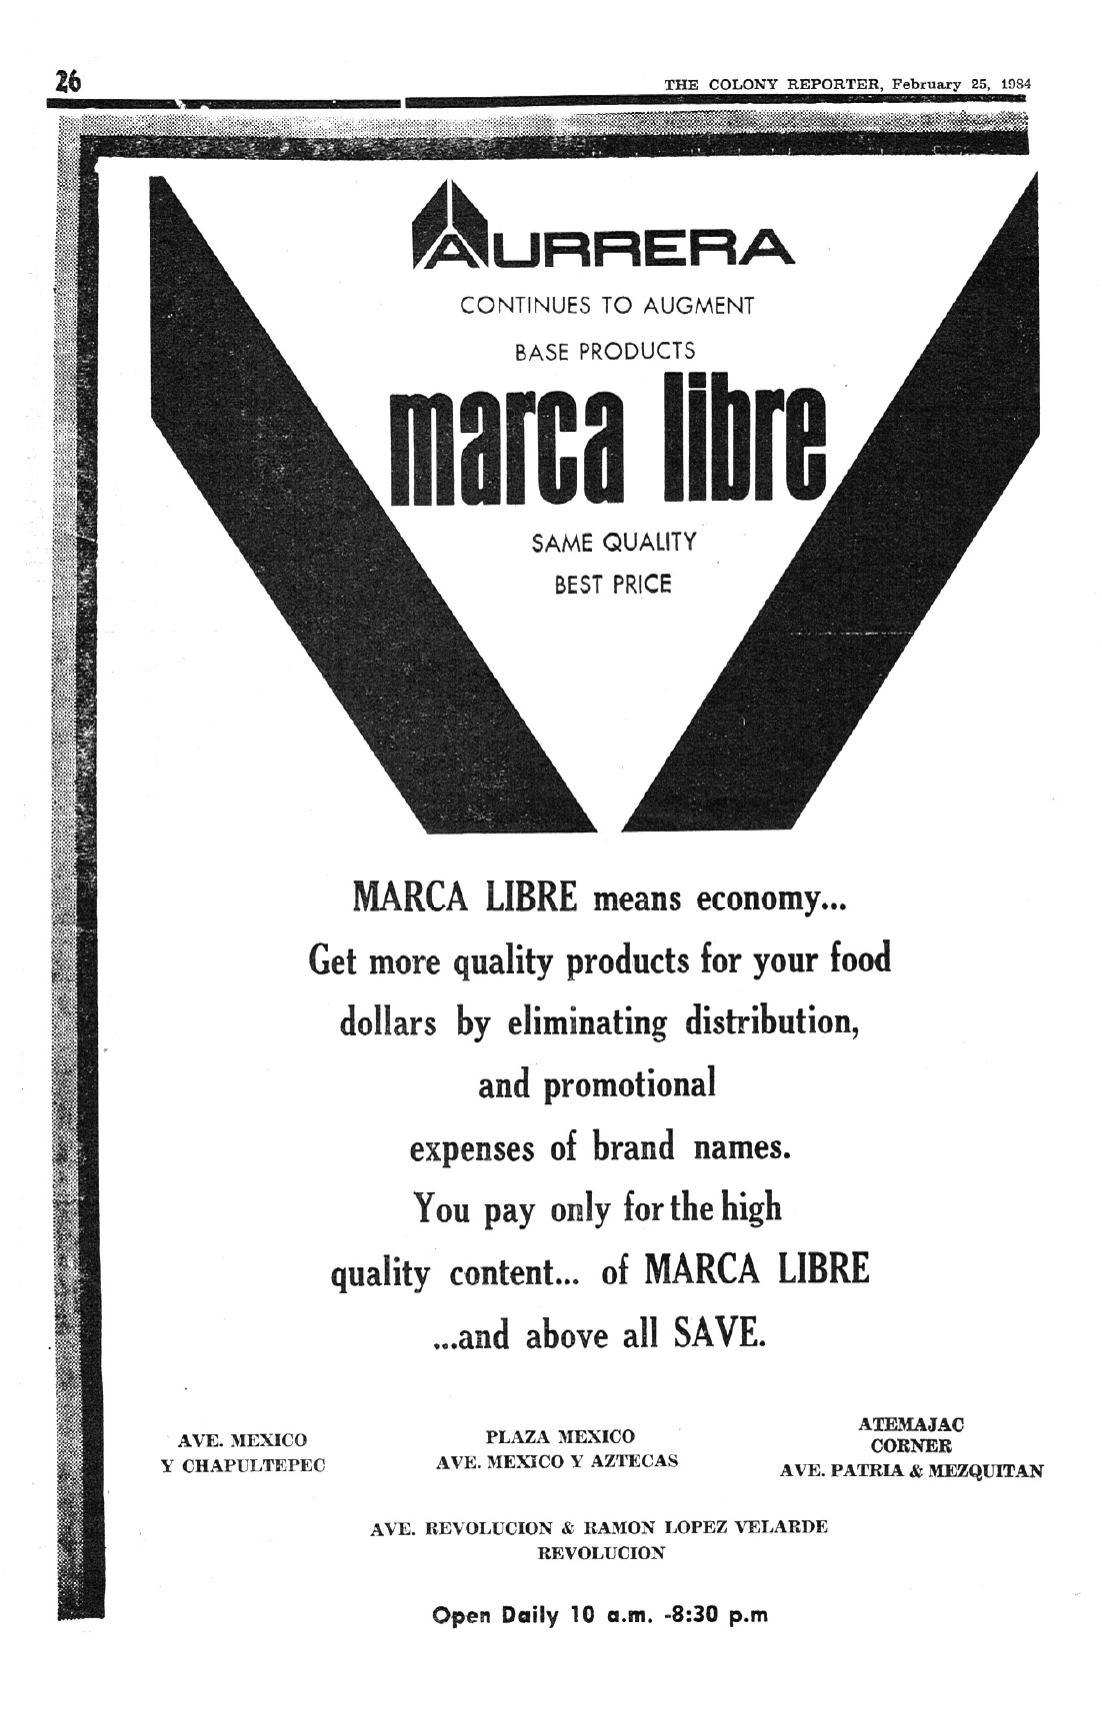 26
THE COLONY REPORTER, February 25, 1984
AURRERA
CONTINUES TO AUGMENT
BASE PRODUCTS
marca libre
SAME QUALITY
BEST PRICE
MARCA LIBRE means economy...
Get more quality products for your food
dollars by eliminating distribution,
and promotional
expenses of brand names.
You pay only for the high
quality content... of MARCA LIBRE
...and above all SAVE.
AVE. MEXICO
Y CHAPULTEPEC
PLAZA MEXICO
AVE. MEXICO Y AZTECAS
ATEMAJAC
CORNER
AVE. PATRIA & MEZQUITAN
AVE. REVOLUCION & RAMON LOPEZ VELARDE
REVOLUCION
Open Daily 10 a.m. -8:30 p.m